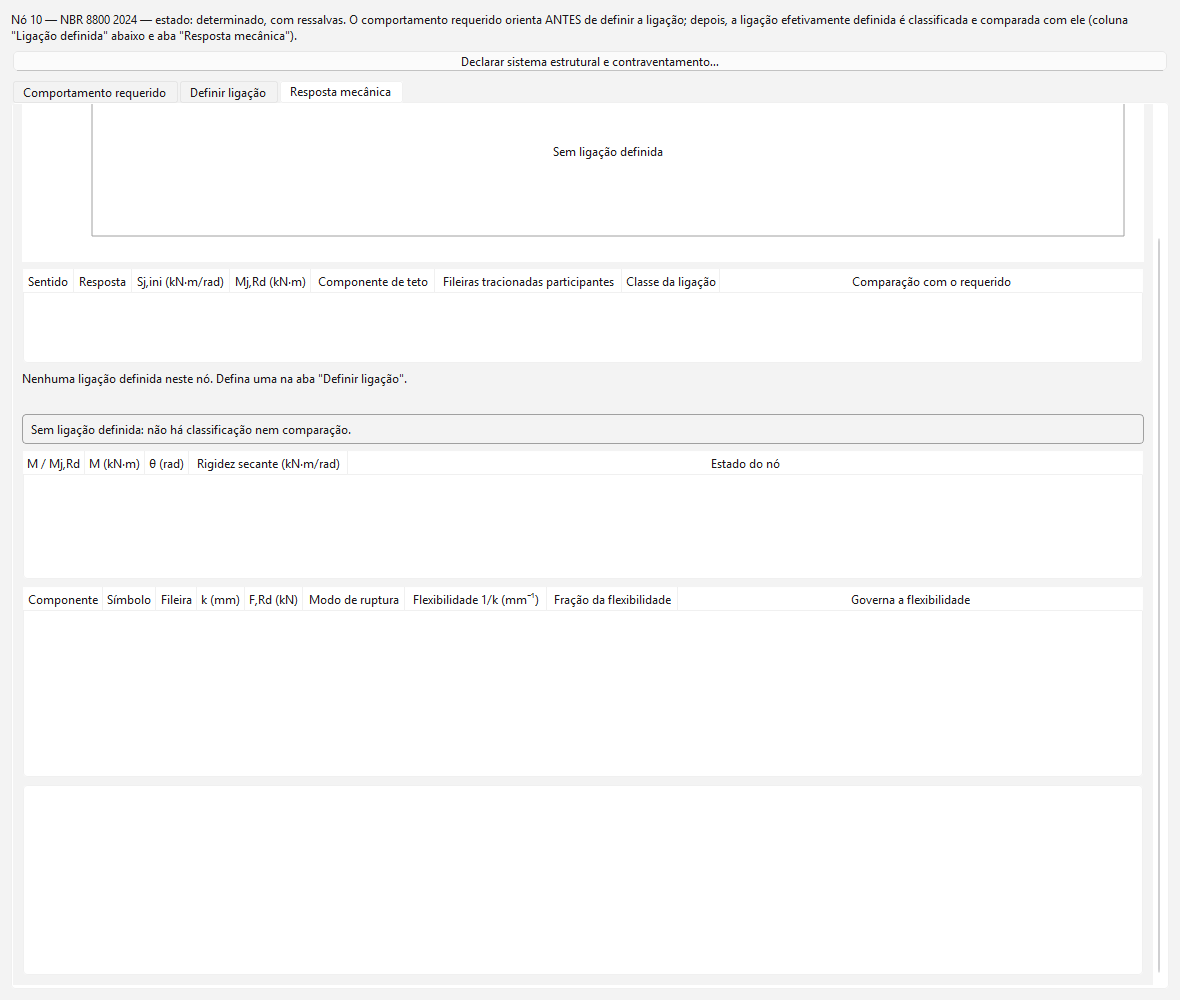 Nó 10 — NBR 8800 2024 — estado: determinado, com ressalvas. O comportamento requerido orienta ANTES de definir a ligação; depois, a ligação efetivamente definida é classificada e comparada com ele (coluna
"Ligação definida" abaixo e aba "Resposta mecânica").
Declarar sistema estrutural e contraventamento...
Comportamento requerido Definir ligação Resposta mecânica
Sem ligação definida
Sentido Resposta Sj,ini (kN·m/rad) Mj,Rd (kN·m) Componente de teto Fileiras tracionadas participantes Classe da ligação Comparação com o requerido
Nenhuma ligação definida neste nó. Defina uma na aba "Definir ligação".
Sem ligação definida: não há classificação nem comparação.
M / Mj,Rd M (kN·m) θ (rad) Rigidez secante (kN·m/rad) Estado do nó
Componente Símbolo Fileira k (mm) F,Rd (kN) Modo de ruptura Flexibilidade 1/k (mm⁻¹) Fração da flexibilidade Governa a flexibilidade